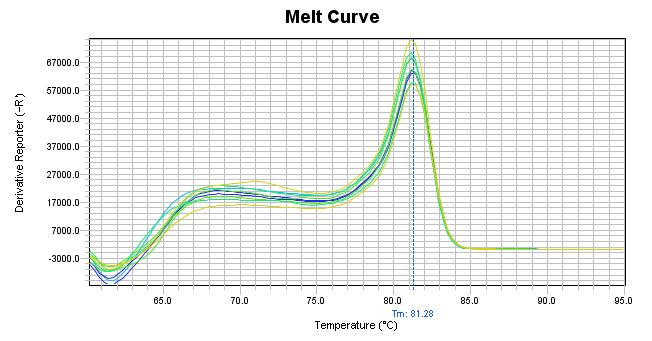 Melt Curve
67000.0
57000.0
47000.0
37000.0
27000.0
17000.0
7000.0
-3000.0
Derivative Reporter (-R')
65.0 70.0 75.0 80.0 85.0 90.0 95.0
Tm: 81.28
Temperature (°C)